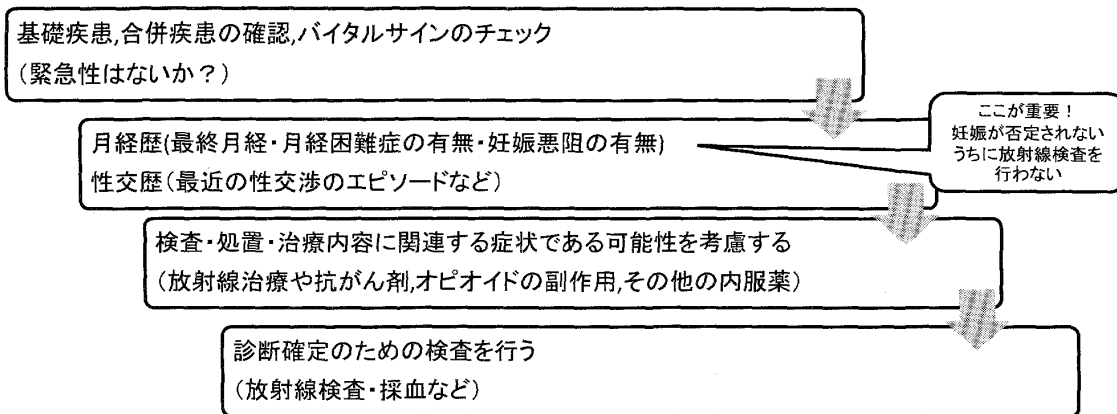 基礎疾患,合併疾患の確認,バイタルサインのチェック
(緊急性はないか?)
月経歴(最終月経・月経困難症の有無・妊娠悪阻の有無)
性交歴(最近の性交渉のエピソードなど)
ここが重要!
妊娠が否定されない
うちに放射線検査を
行わない
検査・処置・治療内容に関連する症状である可能性を考慮する
(放射線治療や抗がん剤,オピオイドの副作用,その他の内服薬)
診断確定のための検査を行う
(放射線検査・採血など)